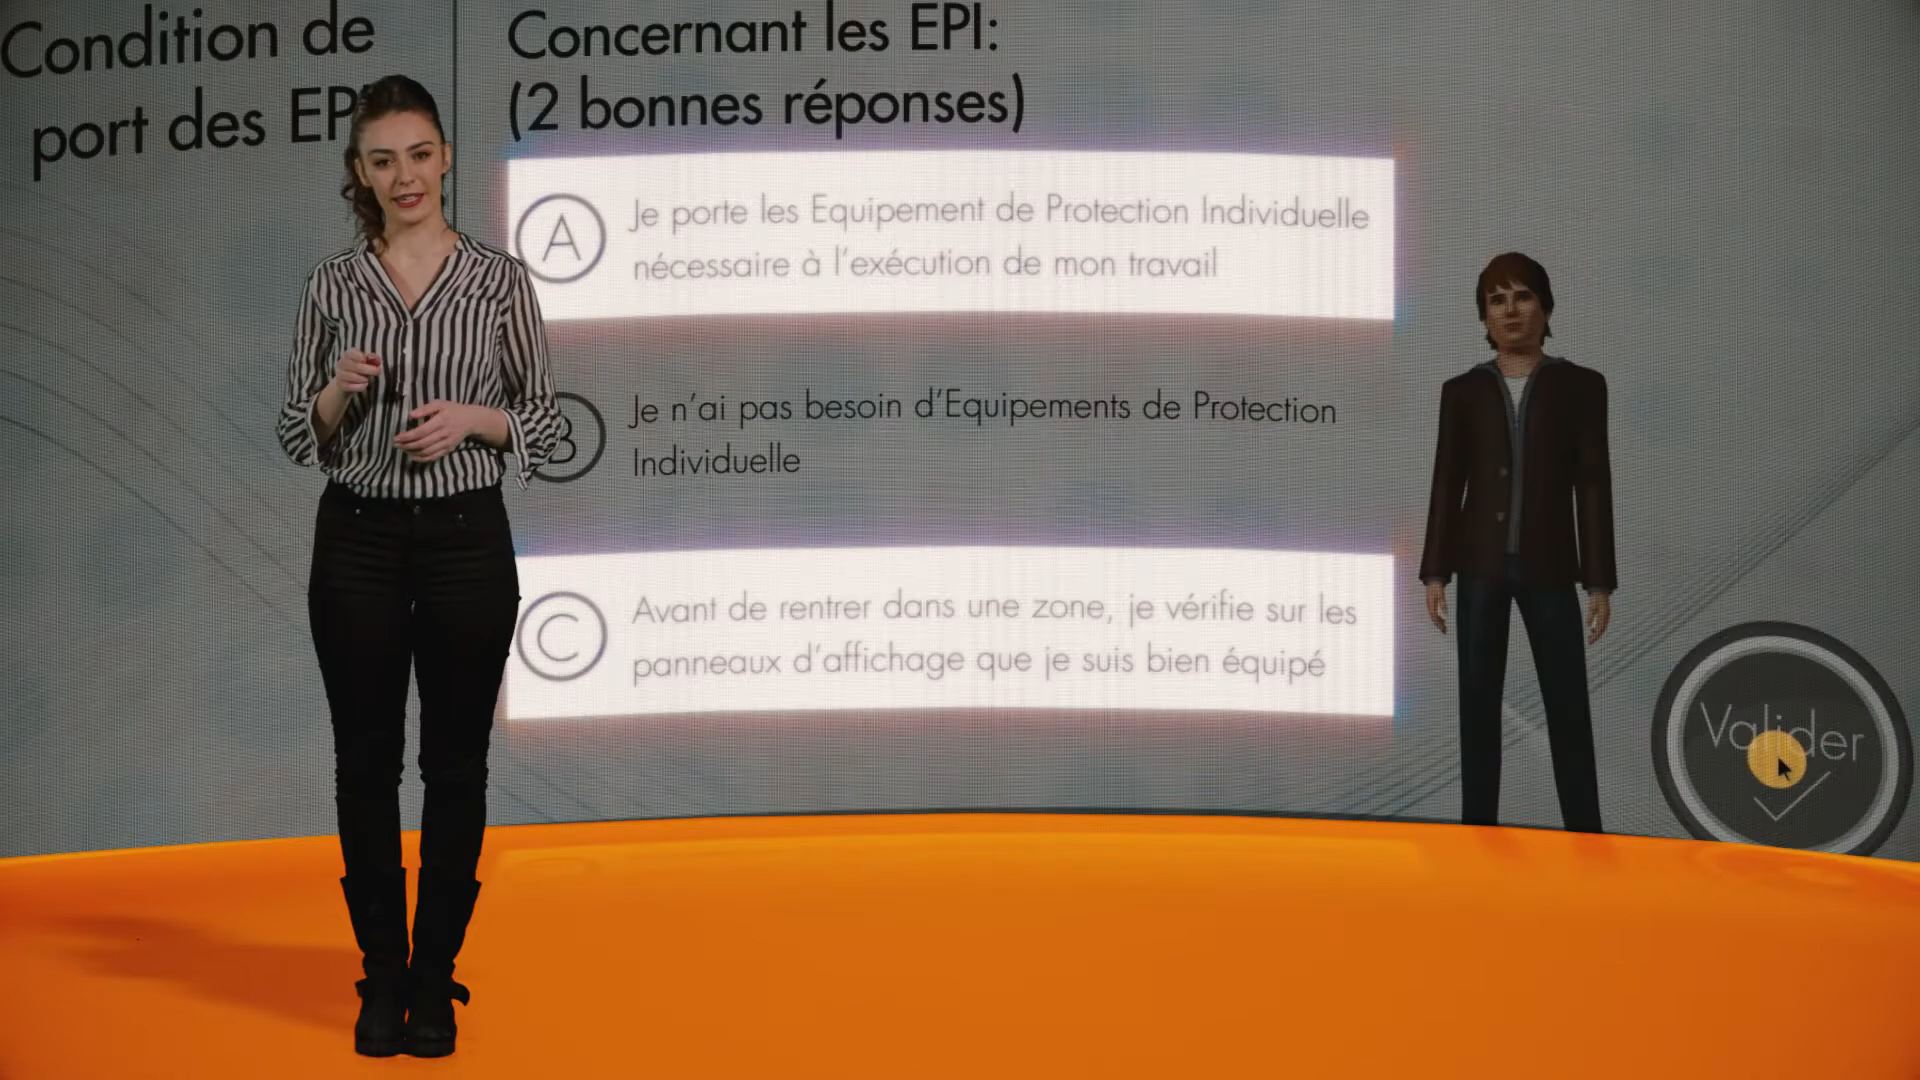 Condition de
port des EPI
Concernant les EPI:
(2 bonnes réponses)
A
Je porte les Equipement de Protection Individuelle
nécessaire à l'exécution de mon travail
B
Je n'ai pas besoin d'Equipements de Protection
Individuelle
C
Avant de rentrer dans une zone, je vérifie sur les
panneaux d'affichage que je suis bien équipé
Valider